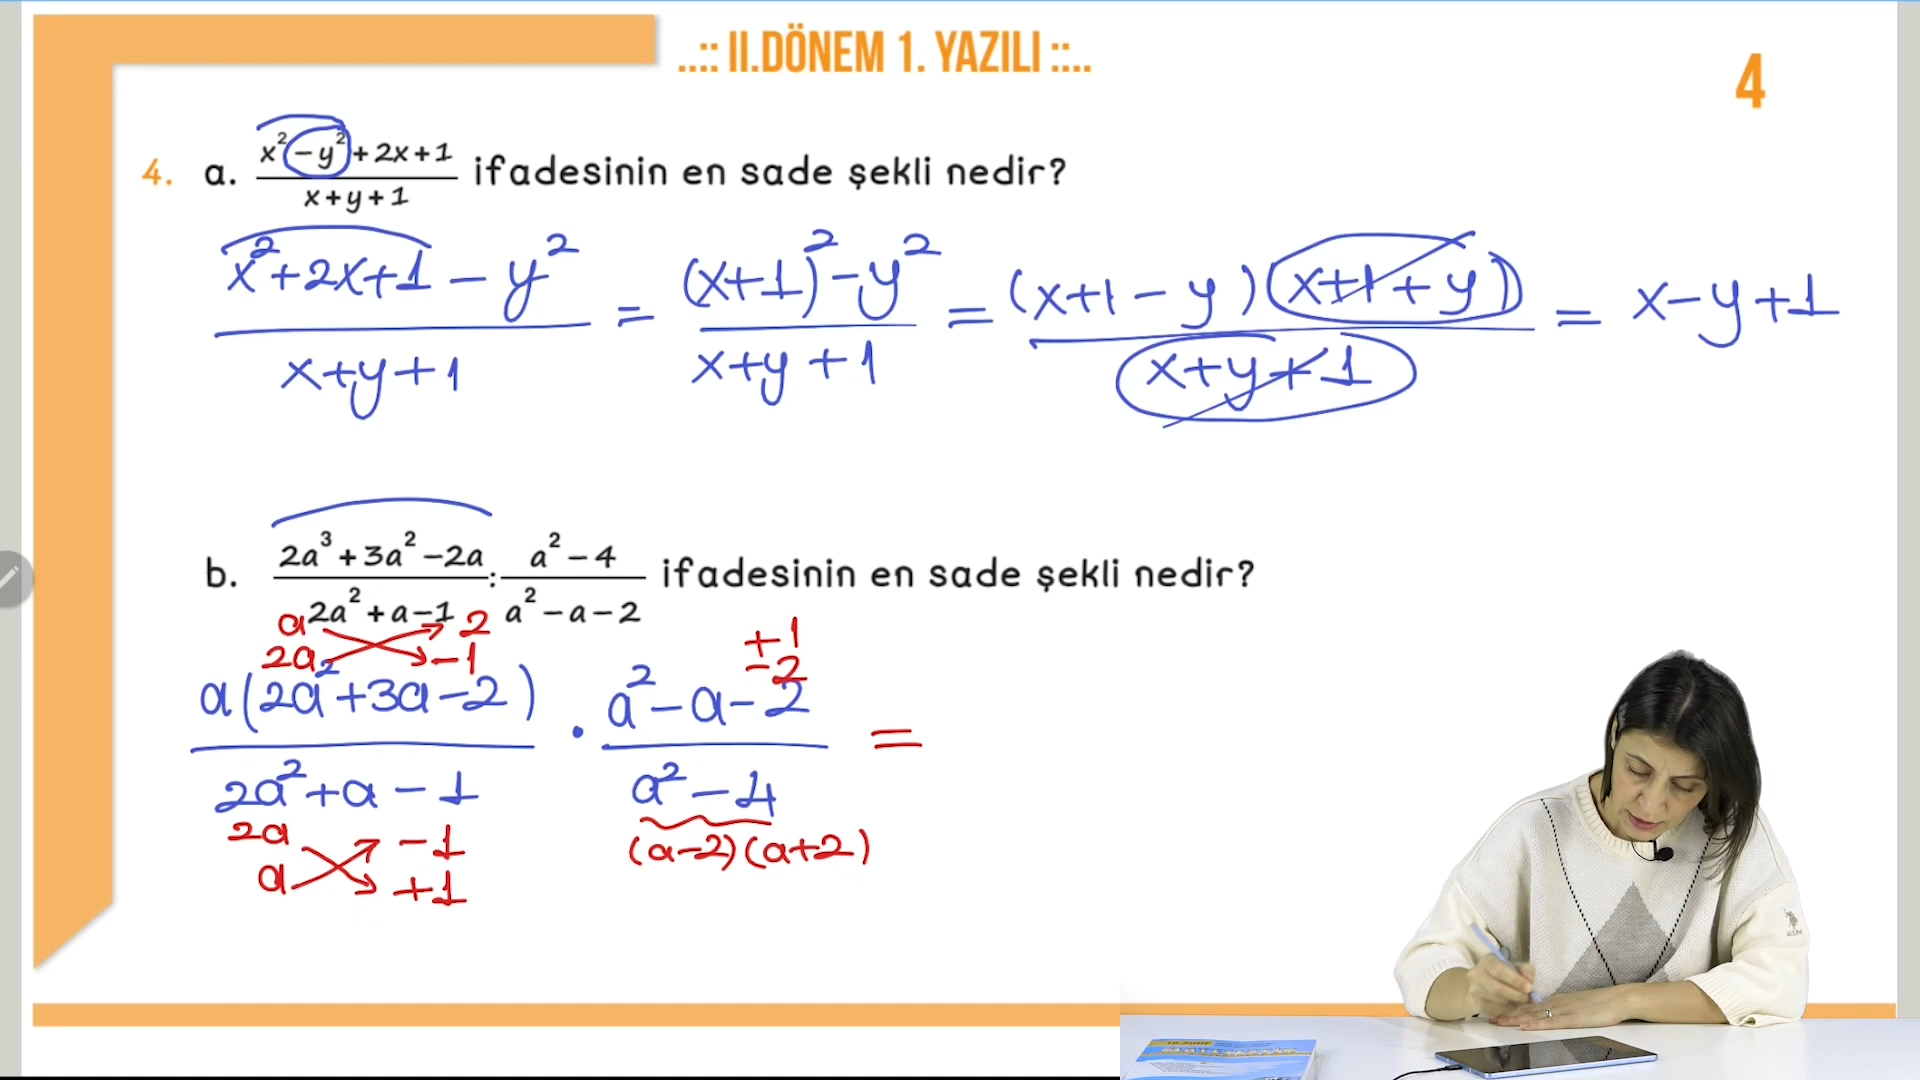 ..:: II.DÖNEM 1. YAZILI ::..
4
4. a. x²-y²+2x+1 / x+y+1 ifadesinin en sade şekli nedir?
x²+2x+1-y² / x+y+1 = (x+1)²-y² / x+y+1 = (x+1-y)(x+1+y) / x+y+1 = x-y+1
b. 2a³+3a²-2a / 2a²+a-1 : a²-4 / a²-a-2 ifadesinin en sade şekli nedir?
a 2
2a -1
+1
-2
a(2a²+3a-2) / 2a²+a-1 · a²-a-2 / a²-4 =
2a -1
a +1
(a-2)(a+2)